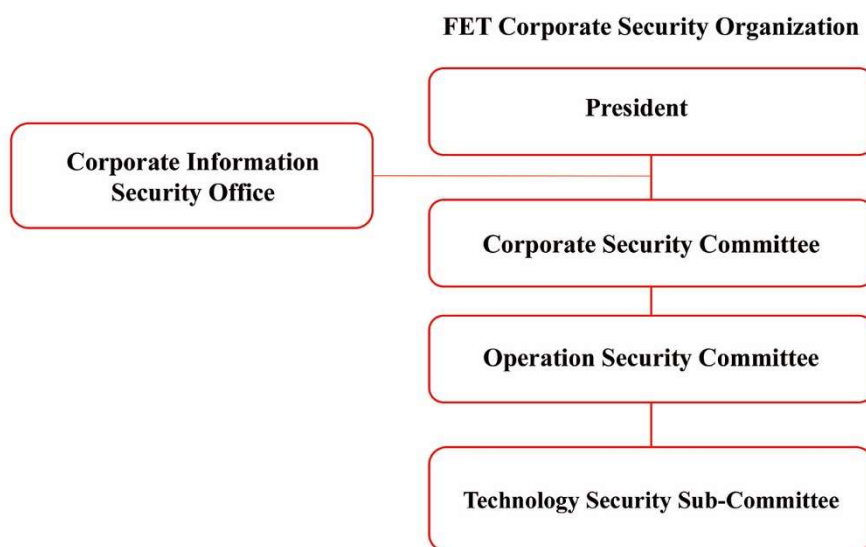 FET Corporate Security Organization
President
Corporate Information
Security Office
Corporate Security Committee
Operation Security Committee
Technology Security Sub-Committee